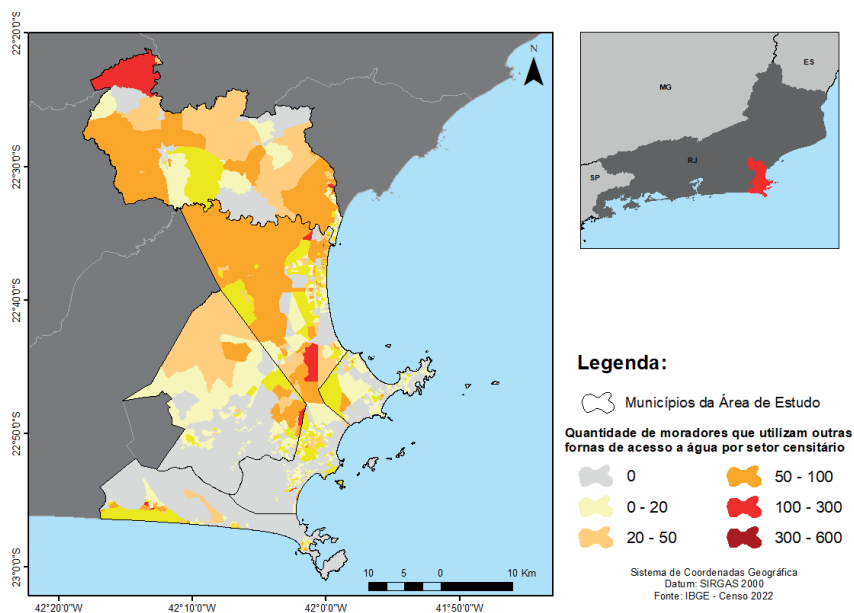 22°20'0"S
22°30'0"S
22°40'0"S
22°50'0"S
23°0'0"S
42°20'0"W
42°10'0"W
42°0'0"W
41°50'0"W
N
10 5 0 10 Km
MG
ES
RJ
SP
Legenda:
Municípios da Área de Estudo
Quantidade de moradores que utilizam outras
fornas de acesso a água por setor censitário
0
0 - 20
20 - 50
50 - 100
100 - 300
300 - 600
Sistema de Coordenadas Geográfica
Datum: SIRGAS 2000
Fonte: IBGE - Censo 2022